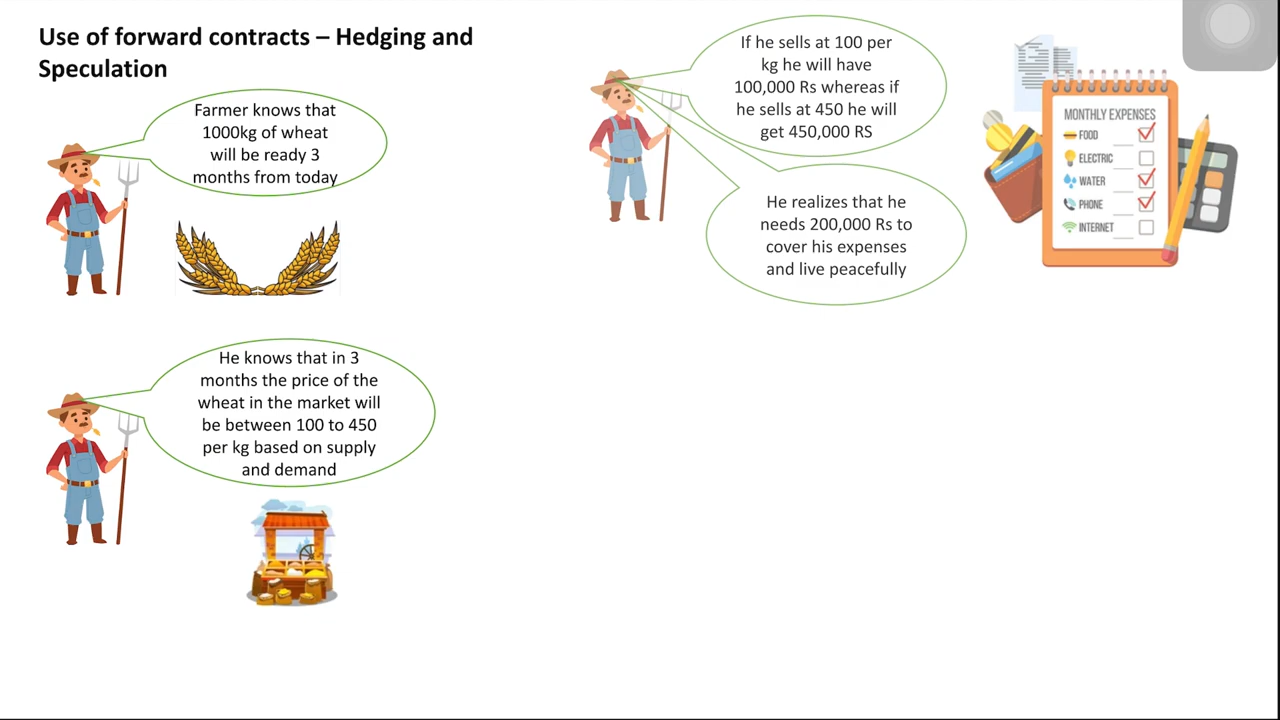 Use of forward contracts – Hedging and
Speculation
Farmer knows that
1000kg of wheat
will be ready 3
months from today
He knows that in 3
months the price of the
wheat in the market will
be between 100 to 450
per kg based on supply
and demand
If he sells at 100 per
kg he will have
100,000 Rs whereas if
he sells at 450 he will
get 450,000 RS
He realizes that he
needs 200,000 Rs to
cover his expenses
and live peacefully
MONTHLY EXPENSES
FOOD
ELECTRIC
WATER
PHONE
INTERNET